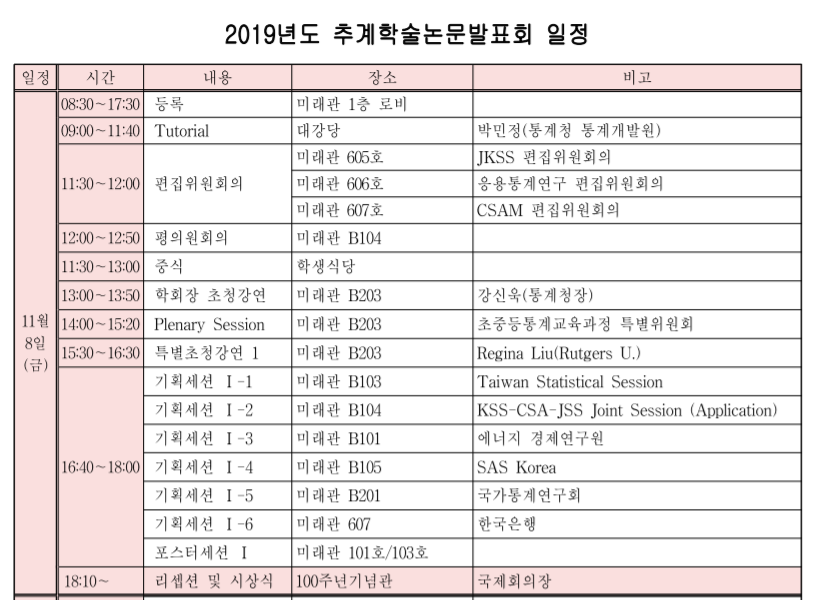 2019년도 추계학술논문발표회 일정
일정 시간 내용 장소 비고
11월
8일
(금)
08:30~17:30 등록 미래관 1층 로비
09:00~11:40 Tutorial 대강당 박민정(통계청 통계개발원)
11:30~12:00 편집위원회의 미래관 605호 JKSS 편집위원회의
미래관 606호 응용통계연구 편집위원회의
미래관 607호 CSAM 편집위원회의
12:00~12:50 평의원회의 미래관 B104
11:30~13:00 중식 학생식당
13:00~13:50 학회장 초청강연 미래관 B203 강신욱(통계청장)
14:00~15:20 Plenary Session 미래관 B203 초중등통계교육과정 특별위원회
15:30~16:30 특별초청강연 1 미래관 B203 Regina Liu(Rutgers U.)
16:40~18:00 기획세션 Ⅰ-1 미래관 B103 Taiwan Statistical Session
기획세션 Ⅰ-2 미래관 B104 KSS-CSA-JSS Joint Session (Application)
기획세션 Ⅰ-3 미래관 B101 에너지 경제연구원
기획세션 Ⅰ-4 미래관 B105 SAS Korea
기획세션 Ⅰ-5 미래관 B201 국가통계연구회
기획세션 Ⅰ-6 미래관 607 한국은행
포스터세션 Ⅰ 미래관 101호/103호
18:10~ 리셉션 및 시상식 100주년기념관 국제회의장